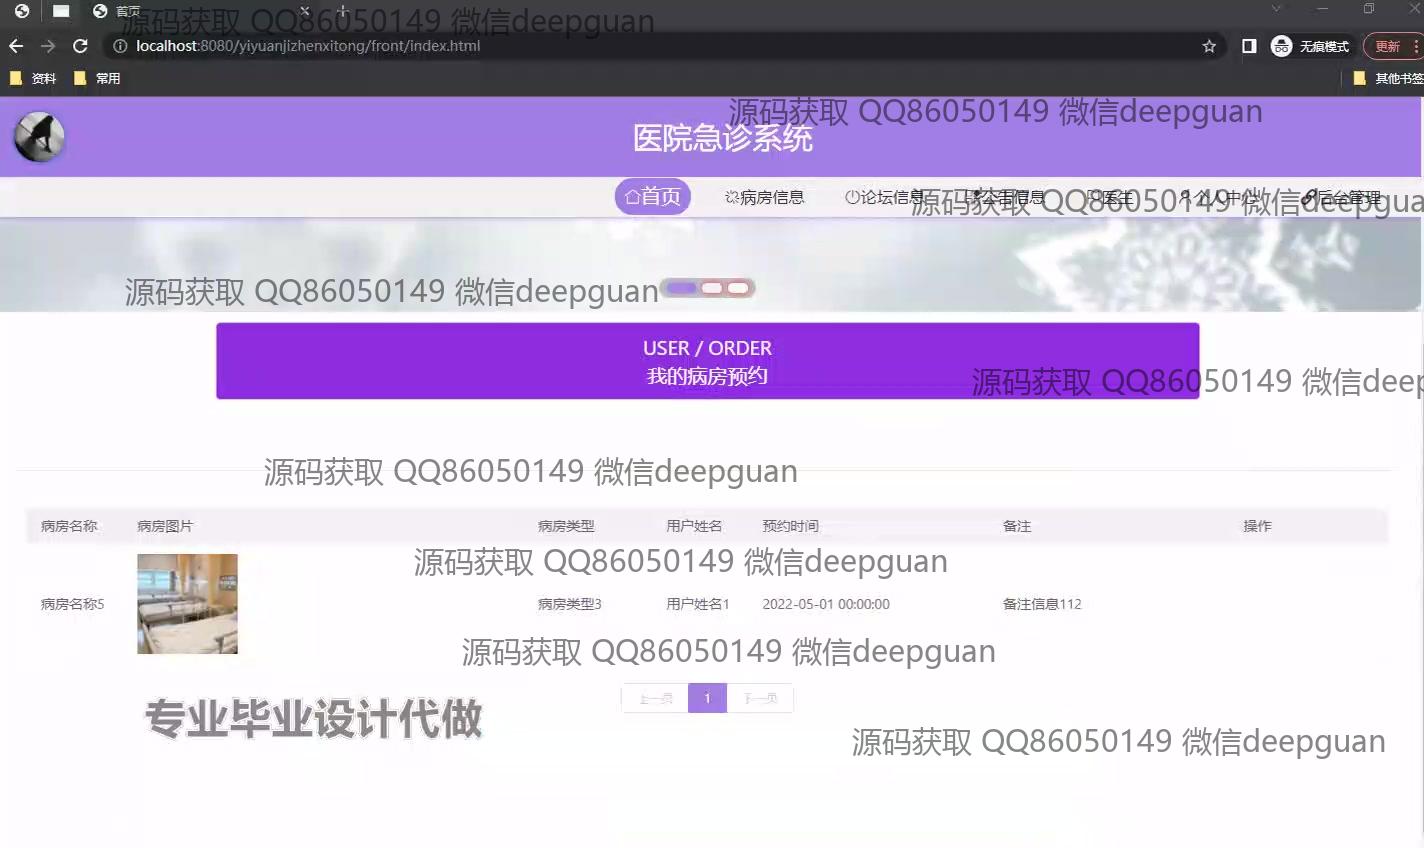 首页
源码获取 QQ86050149 微信deepguan
localhost:8080/yiyuanjizhenxitong/front/index.html
无痕模式
更新
资料
常用
其他书签
源码获取 QQ86050149 微信deepguan
医院急诊系统
首页
病房信息
论坛信息
公告信息
医生
个人中心
后台管理
源码获取 QQ86050149 微信deepgua
源码获取 QQ86050149 微信deepguan
USER / ORDER
我的病房预约
源码获取 QQ86050149 微信deep
源码获取 QQ86050149 微信deepguan
病房名称 病房图片 病房类型 用户姓名 预约时间 备注 操作
源码获取 QQ86050149 微信deepguan
病房名称5 病房类型3 用户姓名1 2022-05-01 00:00:00 备注信息112
源码获取 QQ86050149 微信deepguan
上一页 1 下一页
专业毕业设计代做
源码获取 QQ86050149 微信deepguan